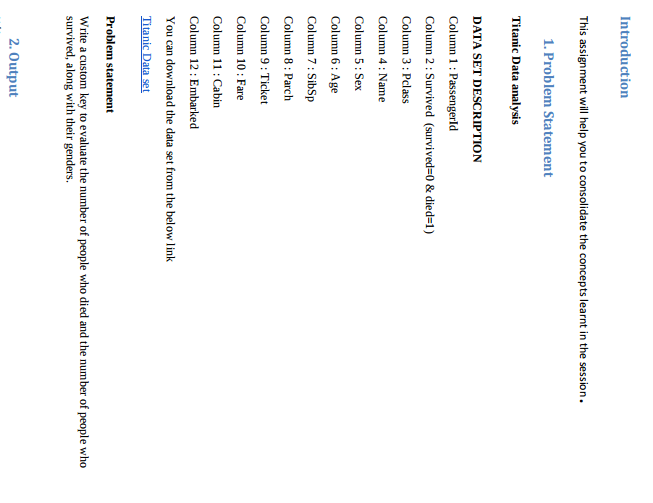 Introduction
This assignment will help you to consolidate the concepts learnt in the session.
1. Problem Statement
Titanic Data analysis
DATA SET DESCRIPTION
Column 1 : PassengerId
Column 2 : Survived (survived=0 & died=1)
Column 3 : Pclass
Column 4 : Name
Column 5 : Sex
Column 6 : Age
Column 7 : SibSp
Column 8 : Parch
Column 9 : Ticket
Column 10 : Fare
Column 11 : Cabin
Column 12 : Embarked
You can download the data set from the below link
Titanic Data set
Problem statement
Write a custom key to evaluate the number of people who died and the number of people who
survived, along with their genders.
2. Output